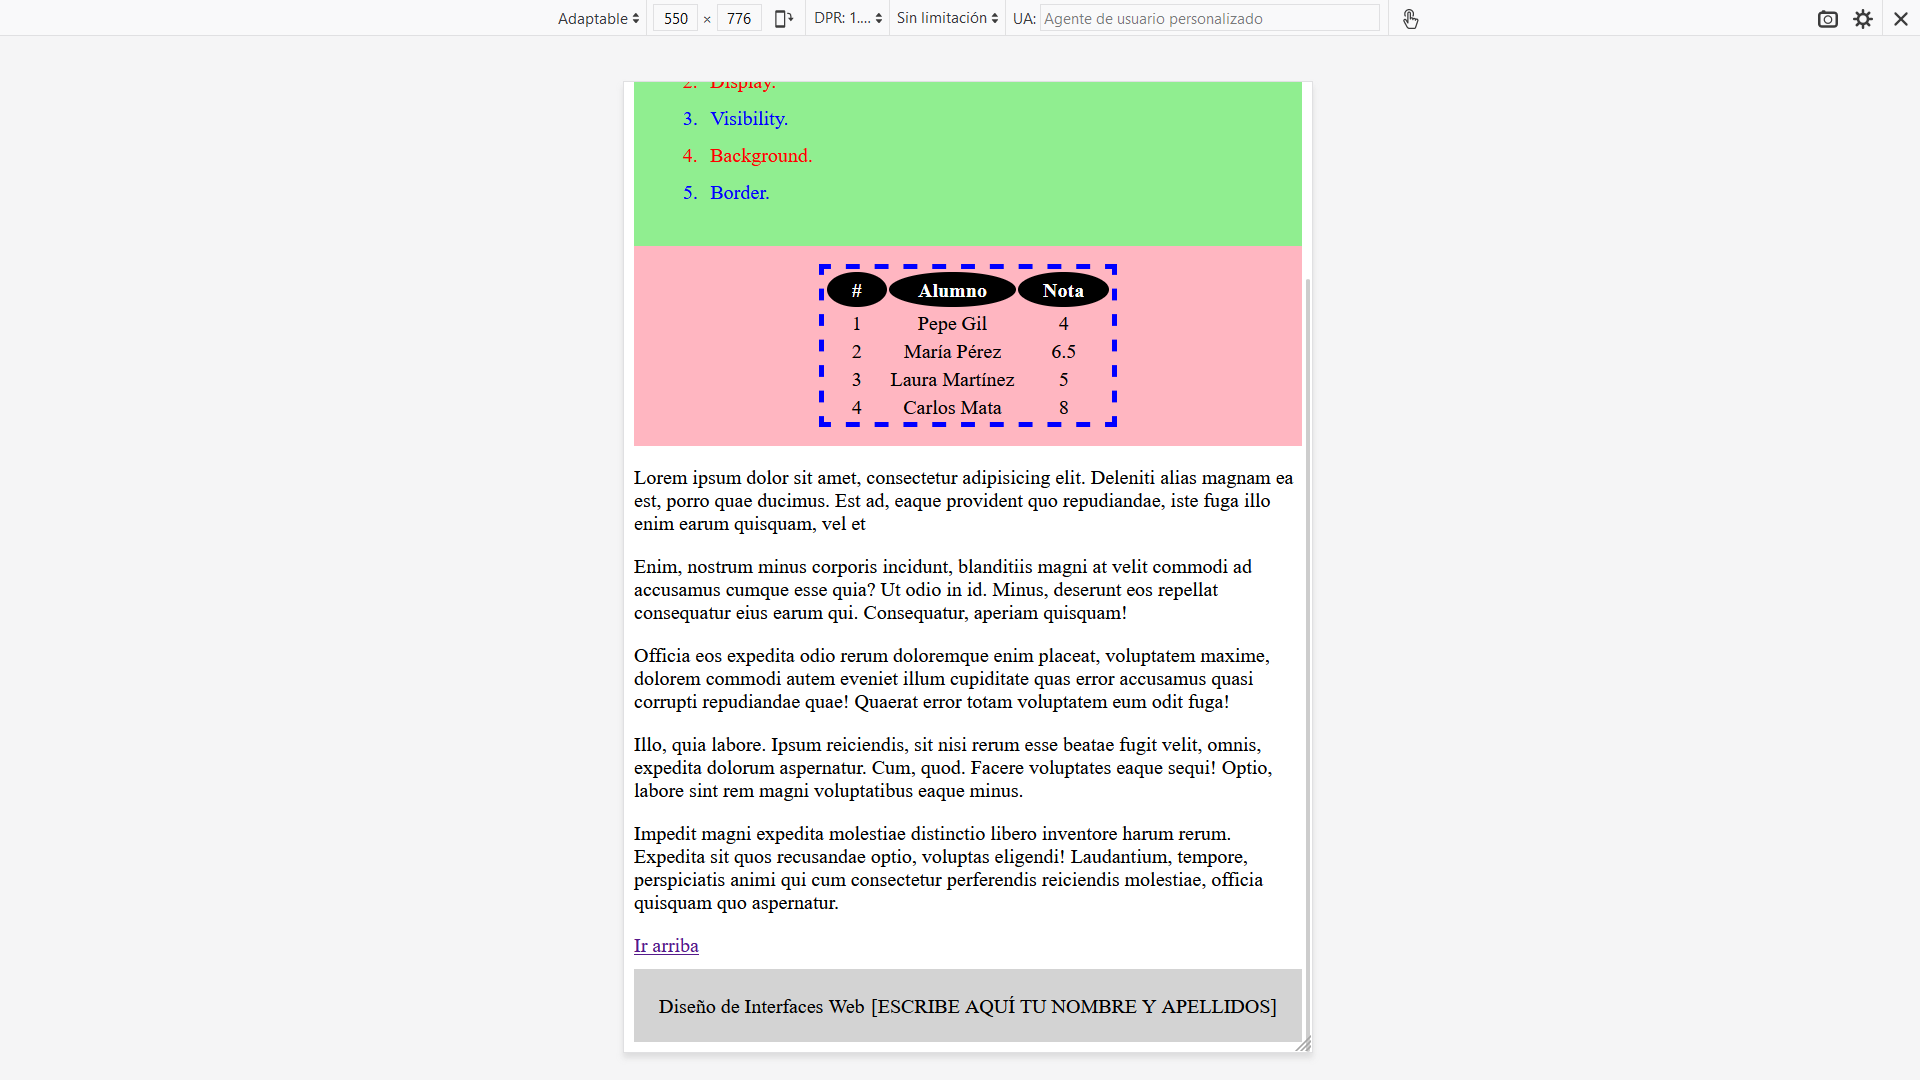 Adaptable 550 × 776 DPR: 1.... Sin limitación UA: Agente de usuario personalizado
2. Display.
3. Visibility.
4. Background.
5. Border.
# Alumno Nota
1 Pepe Gil 4
2 María Pérez 6.5
3 Laura Martínez 5
4 Carlos Mata 8
Lorem ipsum dolor sit amet, consectetur adipisicing elit. Deleniti alias magnam ea
est, porro quae ducimus. Est ad, eaque provident quo repudiandae, iste fuga illo
enim earum quisquam, vel et
Enim, nostrum minus corporis incidunt, blanditiis magni at velit commodi ad
accusamus cumque esse quia? Ut odio in id. Minus, deserunt eos repellat
consequatur eius earum qui. Consequatur, aperiam quisquam!
Officia eos expedita odio rerum doloremque enim placeat, voluptatem maxime,
dolorem commodi autem eveniet illum cupiditate quas error accusamus quasi
corrupti repudiandae quae! Quaerat error totam voluptatem eum odit fuga!
Illo, quia labore. Ipsum reiciendis, sit nisi rerum esse beatae fugit velit, omnis,
expedita dolorum aspernatur. Cum, quod. Facere voluptates eaque sequi! Optio,
labore sint rem magni voluptatibus eaque minus.
Impedit magni expedita molestiae distinctio libero inventore harum rerum.
Expedita sit quos recusandae optio, voluptas eligendi! Laudantium, tempore,
perspiciatis animi qui cum consectetur perferendis reiciendis molestiae, officia
quisquam quo aspernatur.
Ir arriba
Diseño de Interfaces Web [ESCRIBE AQUÍ TU NOMBRE Y APELLIDOS]